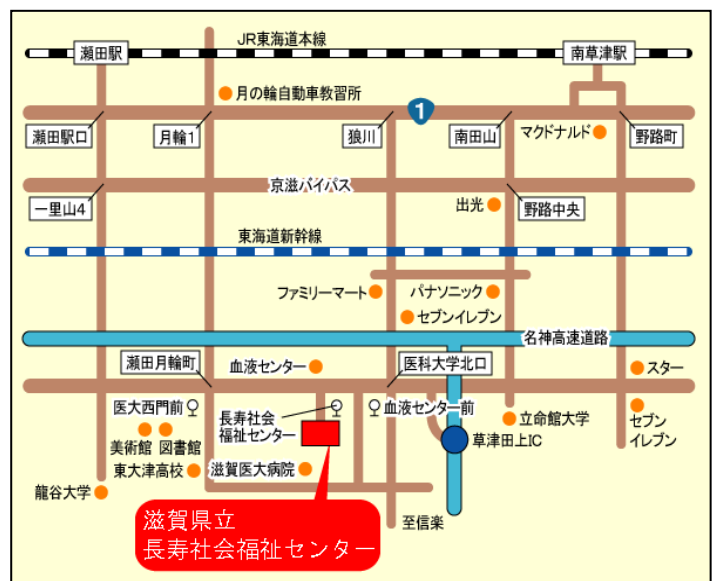 JR東海道本線
瀬田駅
南草津駅
月の輪自動車教習所
1
瀬田駅口
月輪1
狼川
南田山
マクドナルド
野路町
京滋バイパス
一里山4
出光
野路中央
東海道新幹線
ファミリーマート
パナソニック
セブンイレブン
名神高速道路
瀬田月輪町
血液センター
医科大学北口
スター
医大西門前
長寿社会
福祉センター
血液センター前
立命館大学
セブン
イレブン
美術館
図書館
草津田上IC
東大津高校
滋賀医大病院
龍谷大学
至信楽
滋賀県立
長寿社会福祉センター